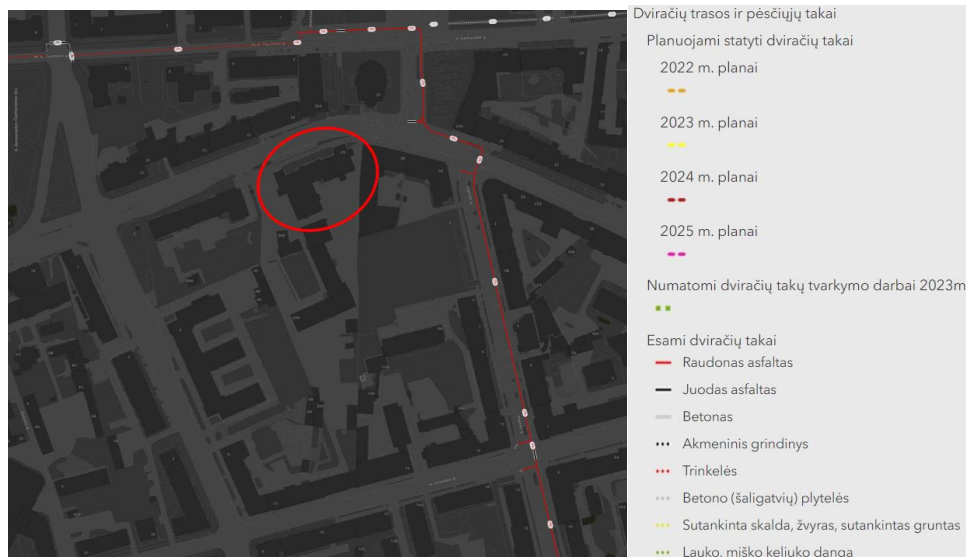 Dviračių trasos ir pėsčiųjų takai
Planuojami statyti dviračių takai
2022 m. planai
2023 m. planai
2024 m. planai
2025 m. planai
Numatomi dviračių takų tvarkymo darbai 2023m
Esami dviračių takai
Raudonas asfaltas
Juodas asfaltas
Betonas
Akmeninis grindinys
Trinkelės
Betono (šaligatvių) plytelės
Sutankinta skalda, žvyras, sutankintas gruntas
Lauko, miško keliuko danga